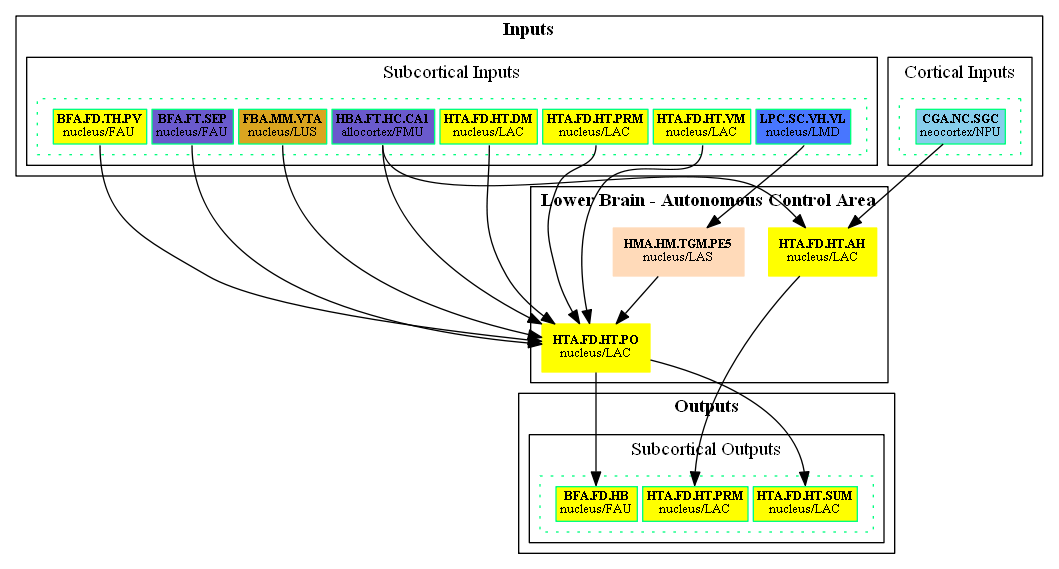 Inputs
Subcortical Inputs
Cortical Inputs
BFA.FD.TH.PV
nucleus/FAU
BFA.FT.SEP
nucleus/FAU
FBA.MM.VTA
nucleus/LUS
HBA.FT.HC.CA1
allocortex/FMU
HTA.FD.HT.DM
nucleus/LAC
HTA.FD.HT.PRM
nucleus/LAC
HTA.FD.HT.VM
nucleus/LAC
LPC.SC.VH.VL
nucleus/LMD
CGA.NC.SGC
neocortex/NPU
Lower Brain - Autonomous Control Area
HMA.HM.TGM.PE5
nucleus/LAS
HTA.FD.HT.AH
nucleus/LAC
HTA.FD.HT.PO
nucleus/LAC
Outputs
Subcortical Outputs
BFA.FD.HB
nucleus/FAU
HTA.FD.HT.PRM
nucleus/LAC
HTA.FD.HT.SUM
nucleus/LAC